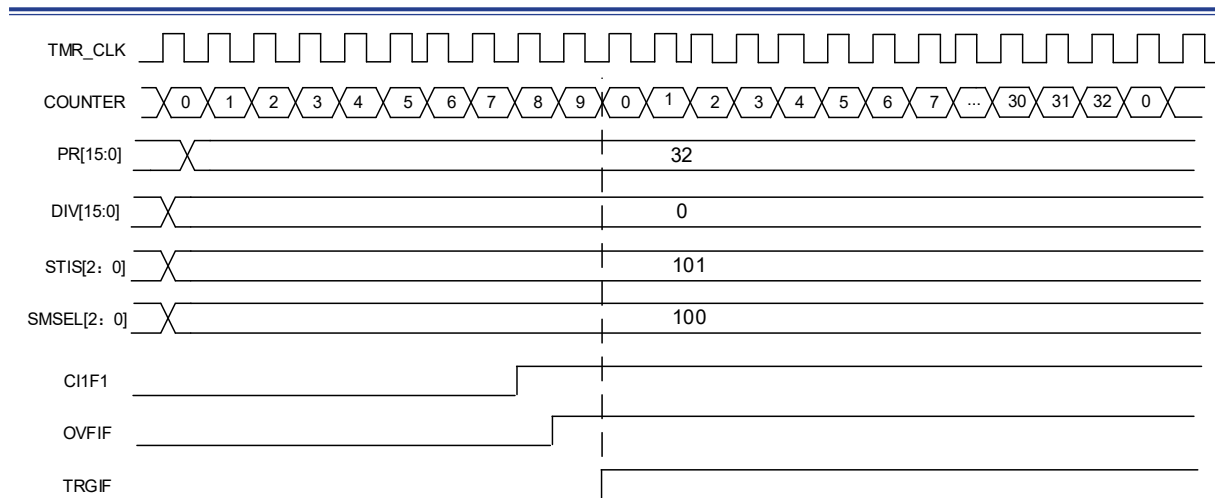 TMR_CLK
COUNTER 0 1 2 3 4 5 6 7 8 9 0 1 2 3 4 5 6 7 ... 30 31 32 0
PR[15:0] 32
DIV[15:0] 0
STIS[2：0] 101
SMSEL[2：0] 100
CI1F1
OVFIF
TRGIF